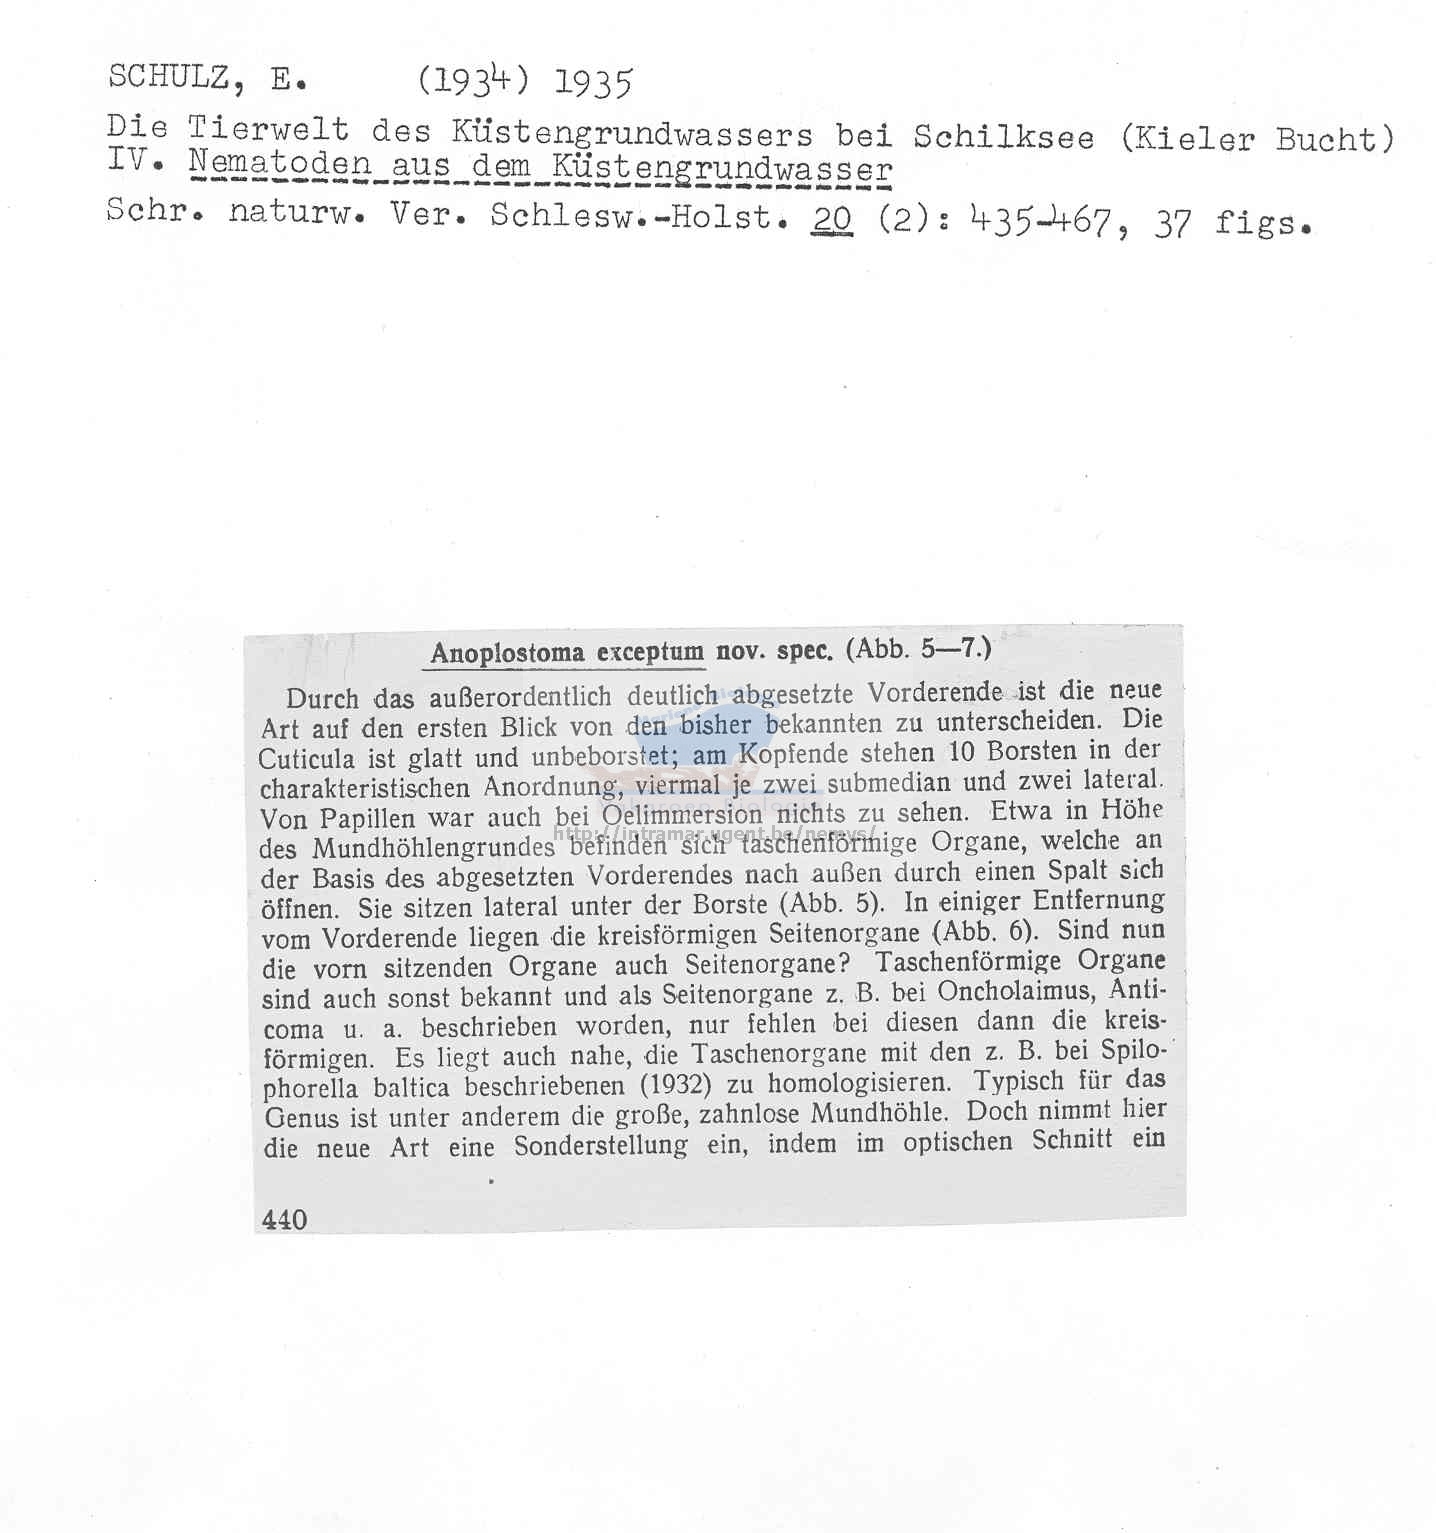 SCHULZ, E. (1934) 1935
Die Tierwelt des Küstengrundwassers bei Schilksee (Kieler Bucht)
IV. Nematoden aus dem Küstengrundwasser
Schr. naturw. Ver. Schlesw.-Holst. 20 (2): 435-467, 37 figs.
Anoplostoma exceptum nov. spec. (Abb. 5—7.)
Durch das außerordentlich deutlich abgesetzte Vorderende ist die neue
Art auf den ersten Blick von den bisher bekannten zu unterscheiden. Die
Cuticula ist glatt und unbeborstet; am Kopfende stehen 10 Borsten in der
charakteristischen Anordnung, viermal je zwei submedian und zwei lateral.
Von Papillen war auch bei Oelimmersion nichts zu sehen. Etwa in Höhe
http://intramar.ugent.be/nemys/
des Mundhöhlengrundes befinden sich taschenförmige Organe, welche an
der Basis des abgesetzten Vorderendes nach außen durch einen Spalt sich
öffnen. Sie sitzen lateral unter der Borste (Abb. 5). In einiger Entfernung
vom Vorderende liegen die kreisförmigen Seitenorgane (Abb. 6). Sind nun
die vorn sitzenden Organe auch Seitenorgane? Taschenförmige Organe
sind auch sonst bekannt und als Seitenorgane z. B. bei Oncholaimus, Anti-
coma u. a. beschrieben worden, nur fehlen bei diesen dann die kreis-
förmigen. Es liegt auch nahe, die Taschenorgane mit den z. B. bei Spilo-
phorella baltica beschriebenen (1932) zu homologisieren. Typisch für das
Genus ist unter anderem die große, zahnlose Mundhöhle. Doch nimmt hier
die neue Art eine Sonderstellung ein, indem im optischen Schnitt ein
440